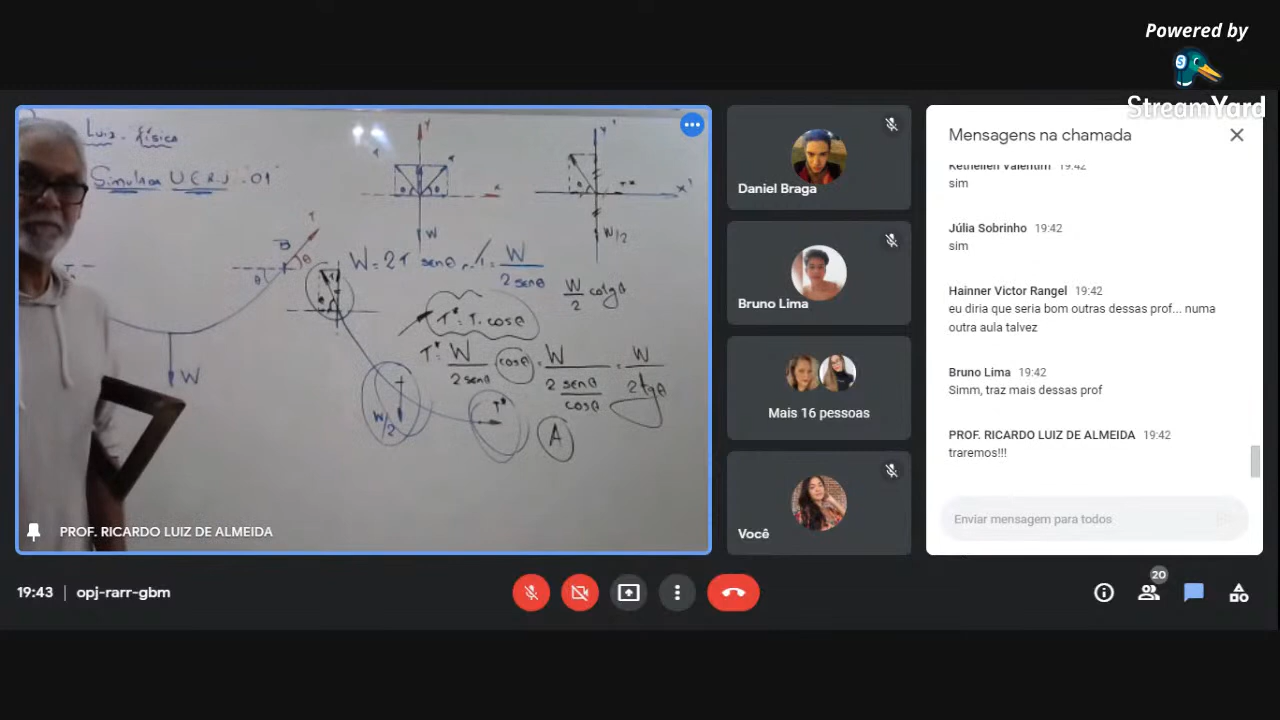 Powered by
StreamYard
Luiz - física
Simulado UERJ - 01
Y
X
W
Y'
X'
W/2
T
B
θ
θ
W
W = 2T senθ
W
2 senθ
W/2 cotgθ
T* = T. cosθ
T* = W/2senθ cosθ = W/(senθ/cosθ) = W/2tgθ
W/2
T*
A
PROF. RICARDO LUIZ DE ALMEIDA
Daniel Braga
Bruno Lima
Mais 16 pessoas
Você
Mensagens na chamada
Kethellen Valentim 19:42
sim
Júlia Sobrinho 19:42
sim
Hainner Victor Rangel 19:42
eu diria que seria bom outras dessas prof... numa
outra aula talvez
Bruno Lima 19:42
Simm, traz mais dessas prof
PROF. RICARDO LUIZ DE ALMEIDA 19:42
traremos!!!
Enviar mensagem para todos
19:43 | opj-rarr-gbm
20